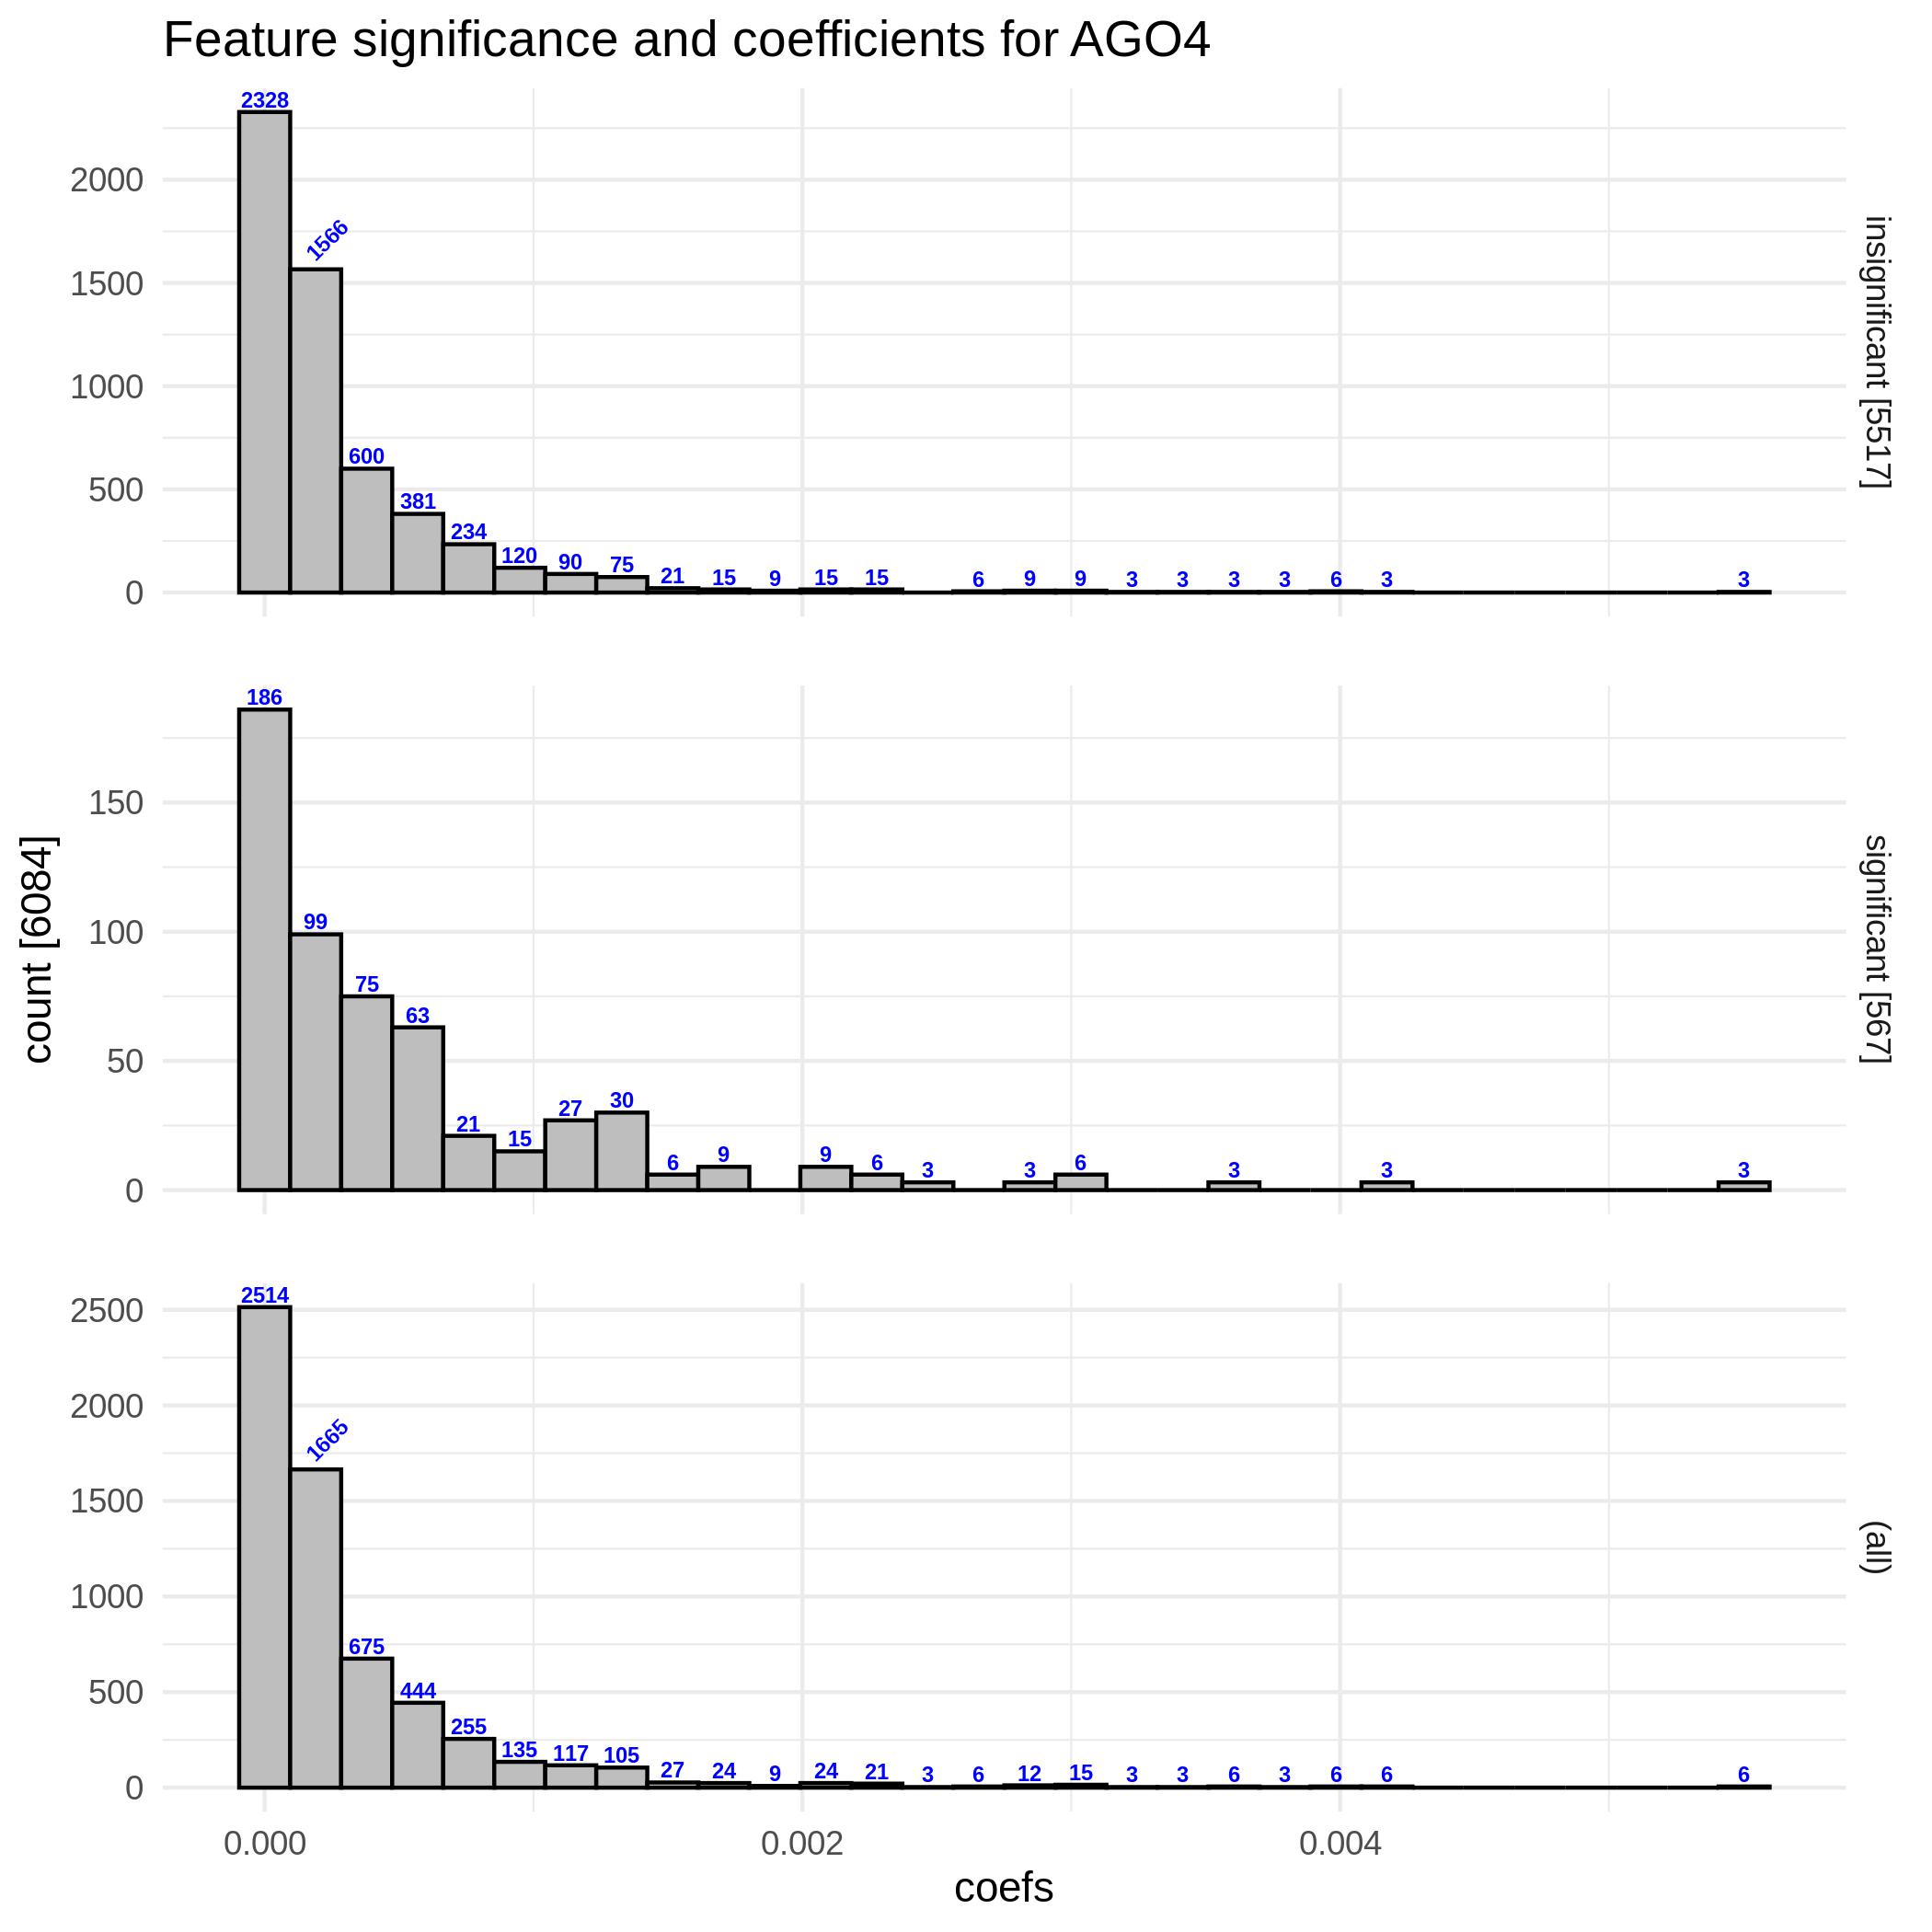 Feature significance and coefficients for AGO4
2328
2000
1566
1500
1000
600
500
381
234
120 90 75 21 15 9 15 15 6 9 9 3 3 3 3 6 3 3
0
insignificant [5517]
count [6084]
186
150
99
100
75
63
50
21 15 27 30 6 9 9 6 3 3 6 3 3 3
0
significant [567]
2514
2500
2000
1665
1500
1000
675
500
444
255
135 117 105 27 24 9 24 21 3 6 12 15 3 3 6 3 6 6 6
0
(all)
0.000 0.002 0.004
coefs